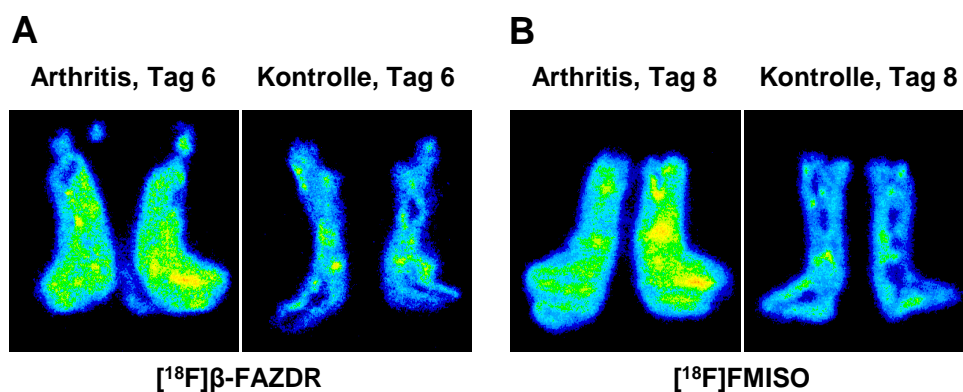 A
B
Arthritis, Tag 6 Kontrolle, Tag 6
Arthritis, Tag 8 Kontrolle, Tag 8
[¹⁸F]β-FAZDR
[¹⁸F]FMISO